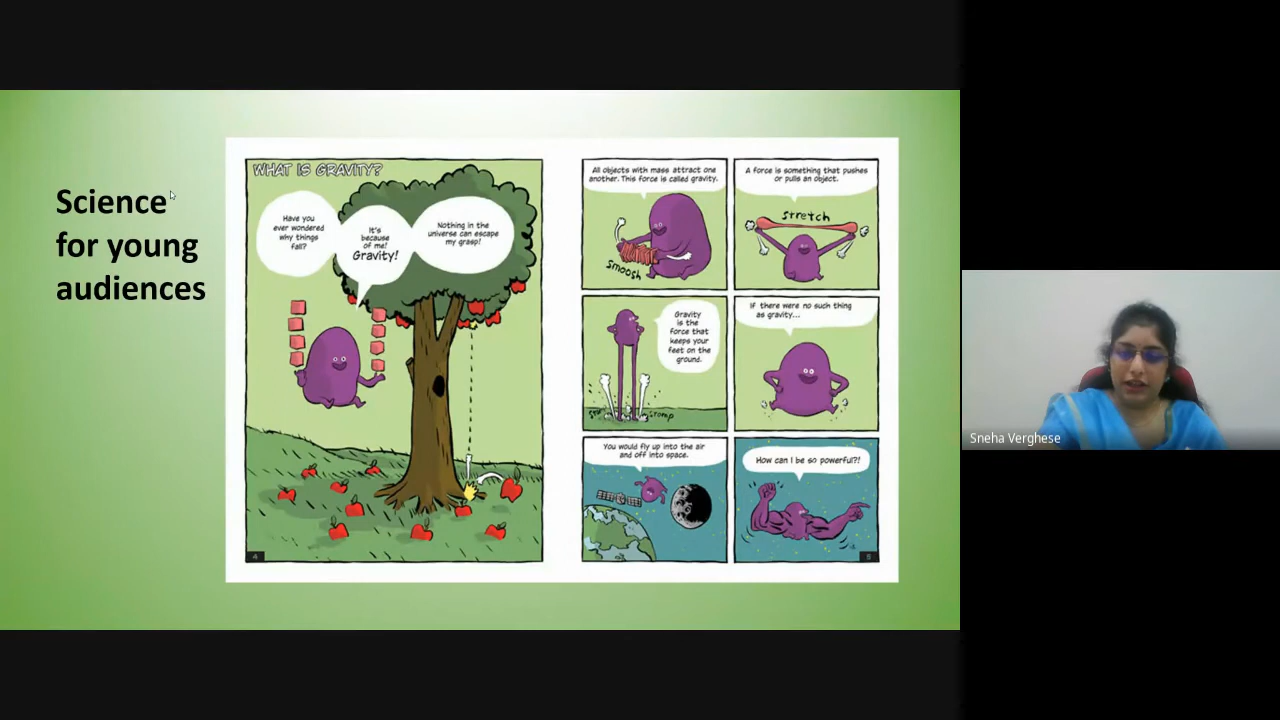 Science
for young
audiences
WHAT IS GRAVITY?
Have you
ever wondered
why things
fall?
It's
because
of me!
Gravity!
Nothing in the
universe can escape
my grasp!
4
All objects with mass attract one
another. This force is called gravity.
smoosh
A force is something that pushes
or pulls an object.
stretch
Gravity
is the
force that
keeps your
feet on the
ground.
stomp
If there were no such thing
as gravity...
You would fly up into the air
and off into space.
How can I be so powerful?!
5
Sneha Verghese